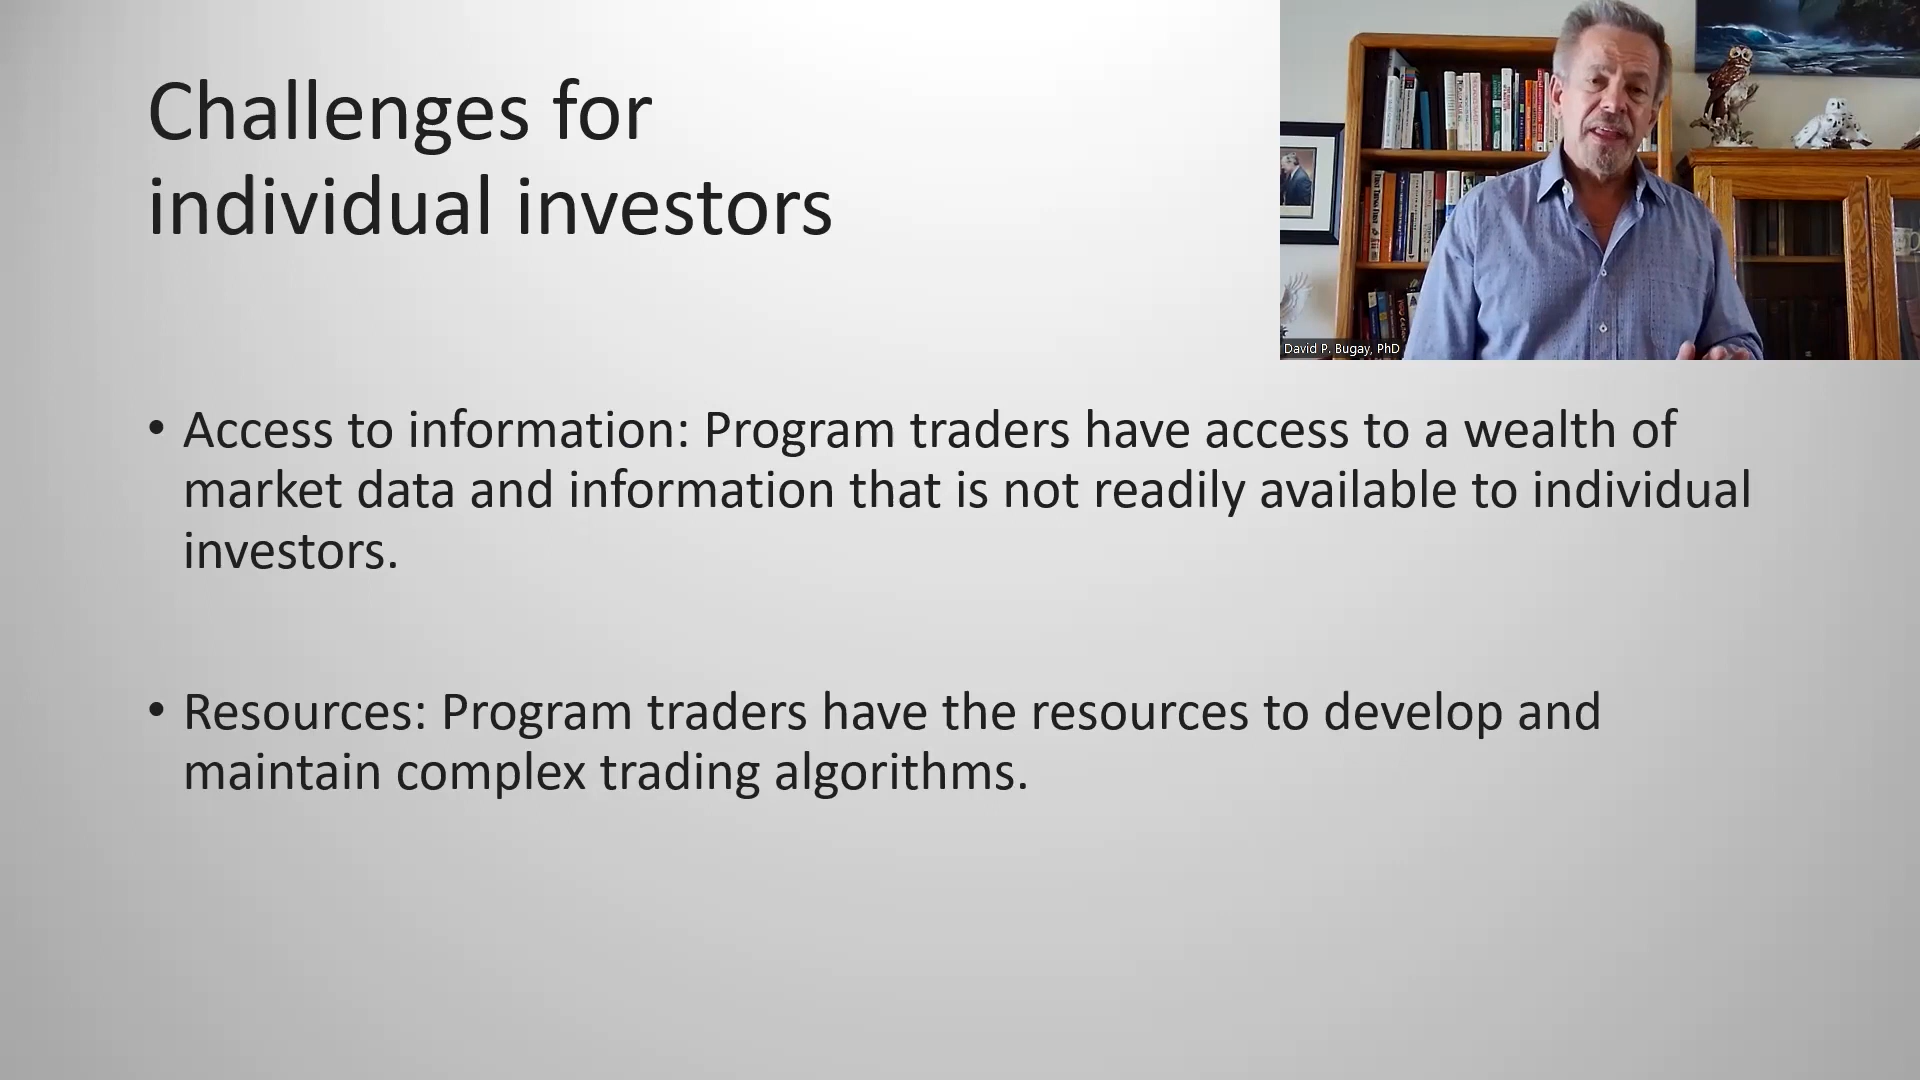 Challenges for
individual investors
David P. Bugay, PhD
• Access to information: Program traders have access to a wealth of
market data and information that is not readily available to individual
investors.
• Resources: Program traders have the resources to develop and
maintain complex trading algorithms.